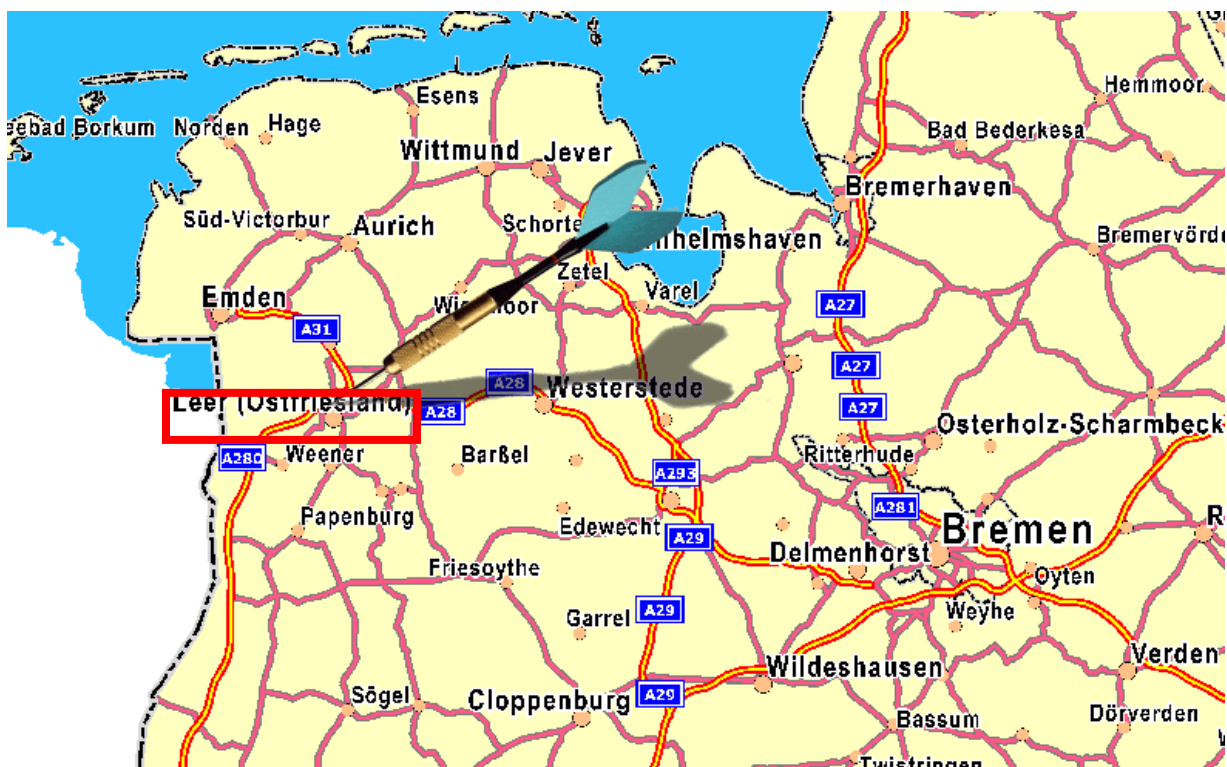 Esens
Hemmoor
eebad Borkum
Norden
Hage
Bad Bederkesa
Wittmund
Jever
Bremerhaven
Süd-Victorbur
Aurich
Schorte
lhelmshaven
Bremervörde
Zetel
Emden
Varel
A27
A31
A27
A28
Westerstede
Leer (Ostfriesland)
A28
A27
Osterholz-Scharmbeck
A280
Weener
Barßel
Ritterhude
A293
A281
Papenburg
Edewecht
Bremen
A29
Delmenhorst
Friesoythe
Oyten
Garrel
A29
Weyhe
Wildeshausen
Verden
Sögel
Cloppenburg
A29
Bassum
Dörverden
Twistringen